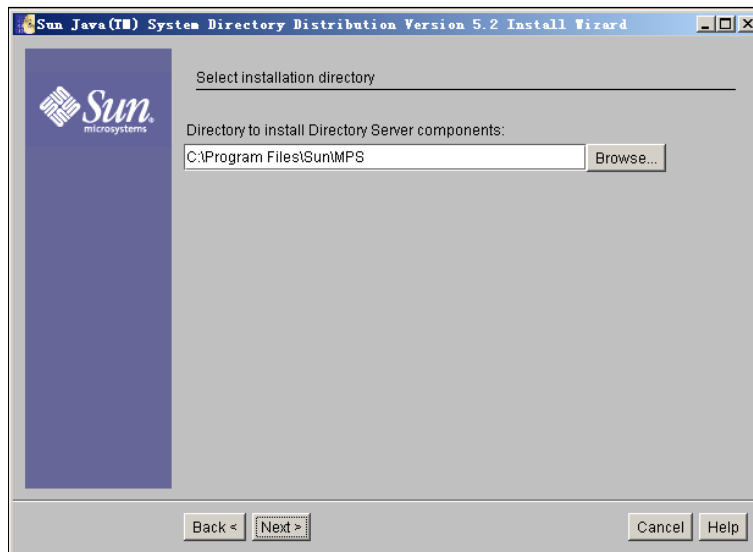 Sun Java(TM) System Directory Distribution Version 5.2 Install Wizard
Sun
microsystems
Select installation directory
Directory to install Directory Server components:
C:\Program Files\Sun\MPS
Browse...
Back <
Next >
Cancel
Help